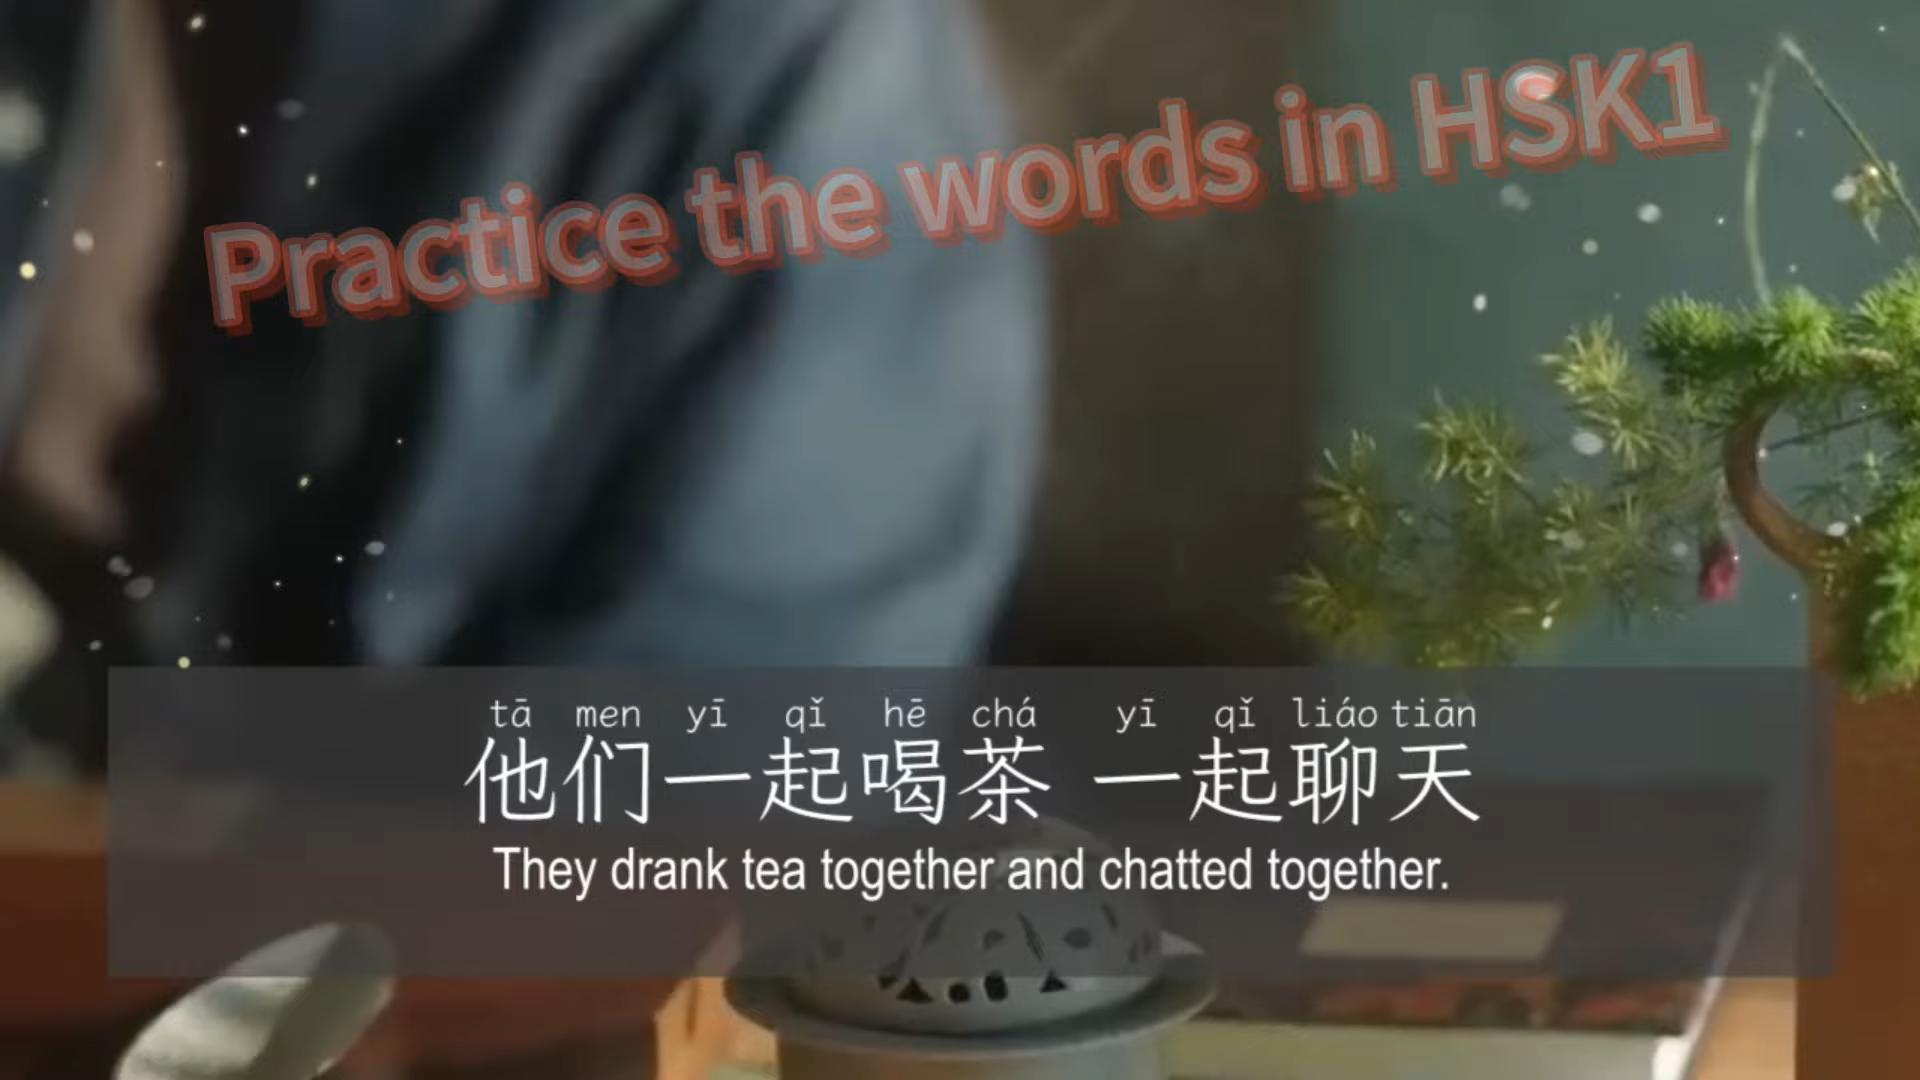 Practice the words in HSK1
tā men yī qǐ hē chá yī qǐ liáo tiān
他们一起喝茶 一起聊天
They drank tea together and chatted together.